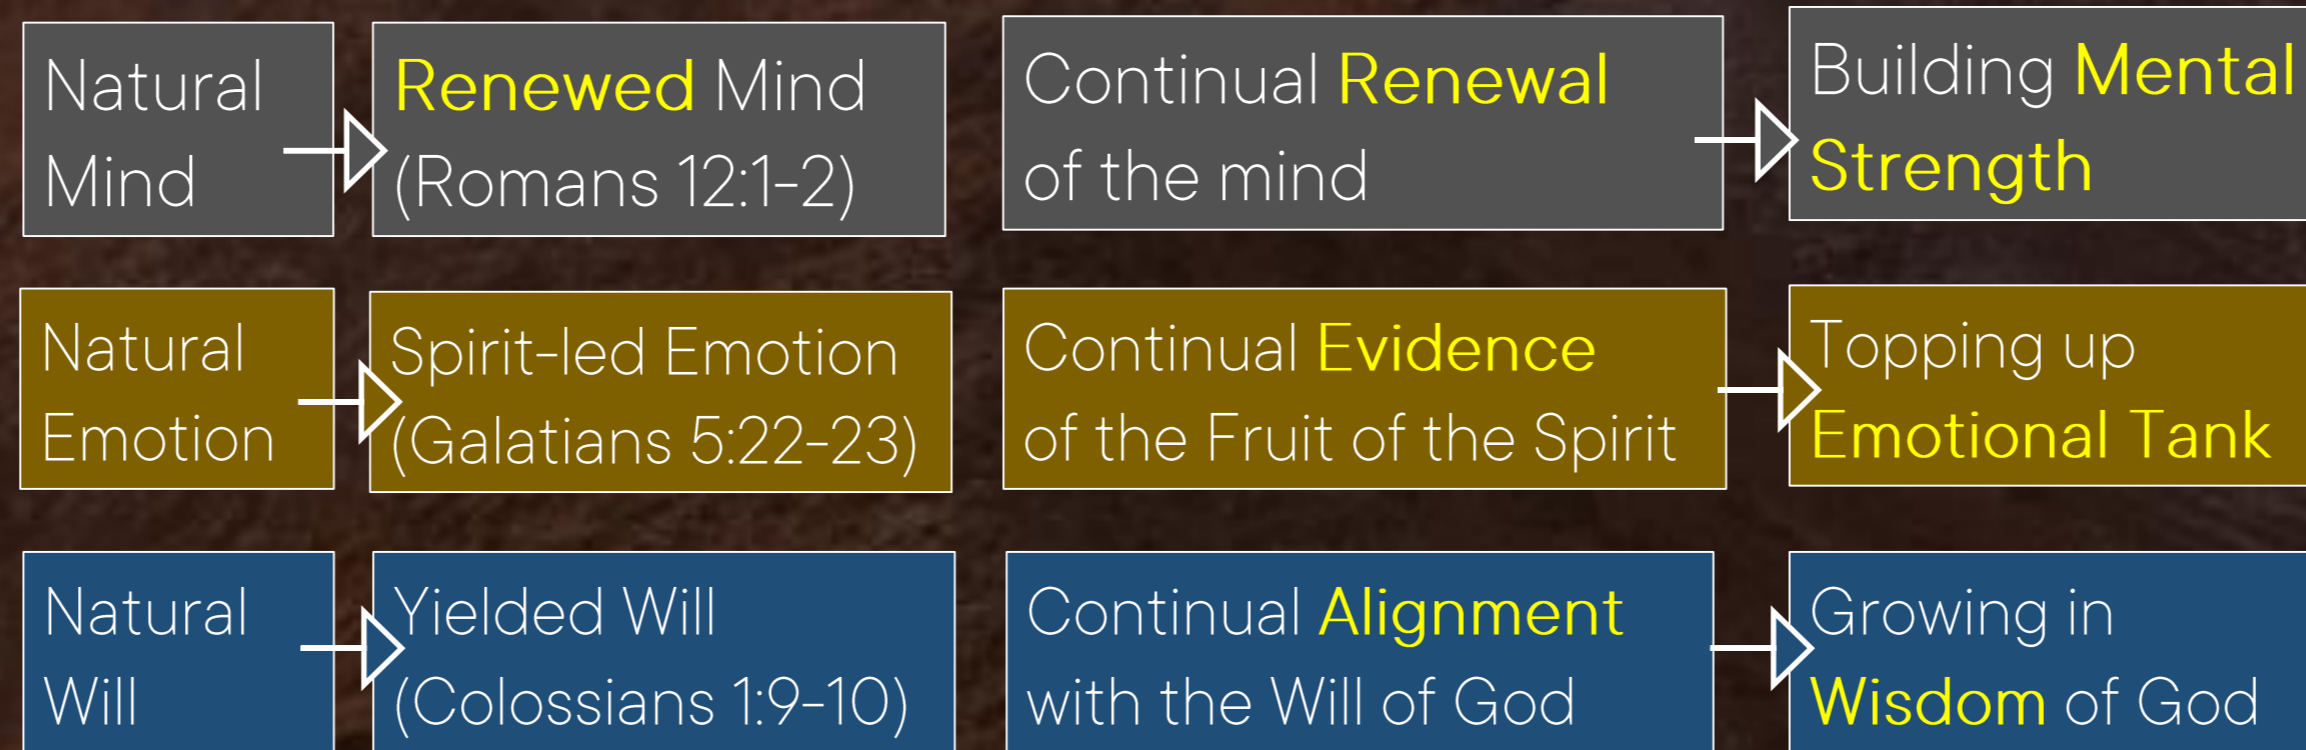 Natural
Mind
Renewed Mind
(Romans 12:1-2)
Continual Renewal
of the mind
Building Mental
Strength
Natural
Emotion
Spirit-led Emotion
(Galatians 5:22-23)
Continual Evidence
of the Fruit of the Spirit
Topping up
Emotional Tank
Natural
Will
Yielded Will
(Colossians 1:9-10)
Continual Alignment
with the Will of God
Growing in
Wisdom of God